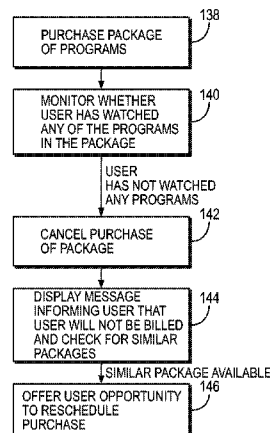 138
PURCHASE PACKAGE
OF PROGRAMS
140
MONITOR WHETHER
USER HAS WATCHED
ANY OF THE PROGRAMS
IN THE PACKAGE
USER
HAS NOT WATCHED
ANY PROGRAMS
142
CANCEL PURCHASE
OF PACKAGE
144
DISPLAY MESSAGE
INFORMING USER THAT
USER WILL NOT BE BILLED
AND CHECK FOR SIMILAR
PACKAGES
SIMILAR PACKAGE AVAILABLE
146
OFFER USER OPPORTUNITY
TO RESCHEDULE
PURCHASE